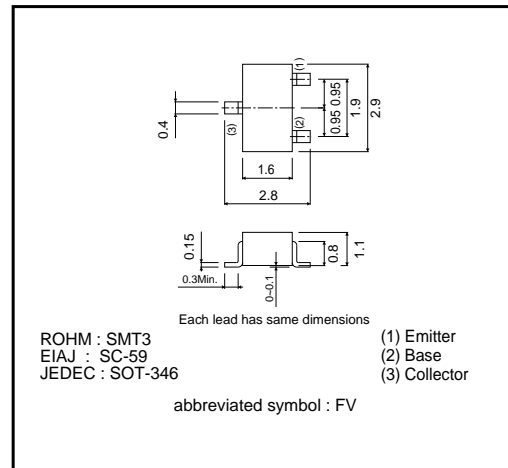 (1)
0.95 0.95
1.9
2.9
0.4
(3)
(2)
1.6
2.8
0.15
0.3Min.
0~0.1
0.8
1.1
Each lead has same dimensions
ROHM : SMT3
EIAJ : SC-59
JEDEC : SOT-346
(1) Emitter
(2) Base
(3) Collector
abbreviated symbol : FV